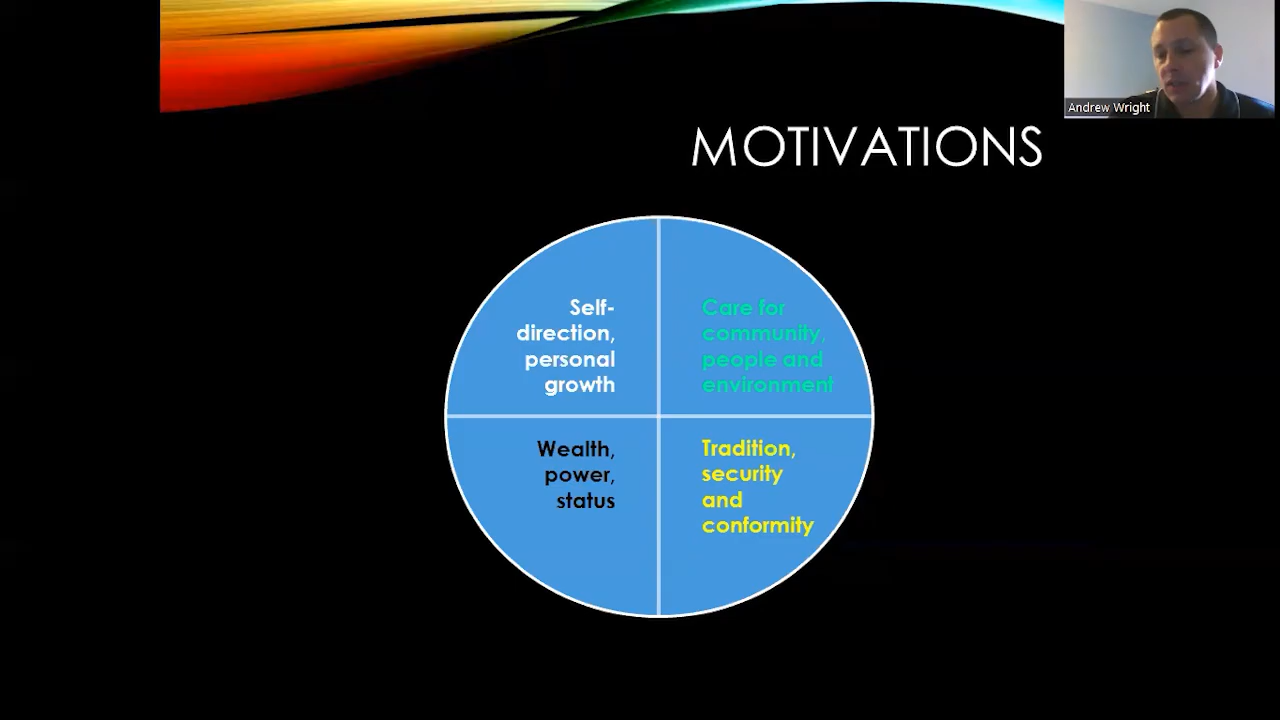 Andrew Wright
MOTIVATIONS
Self-
direction,
personal
growth
Care for
community,
people and
environment
Wealth,
power,
status
Tradition,
security
and
conformity